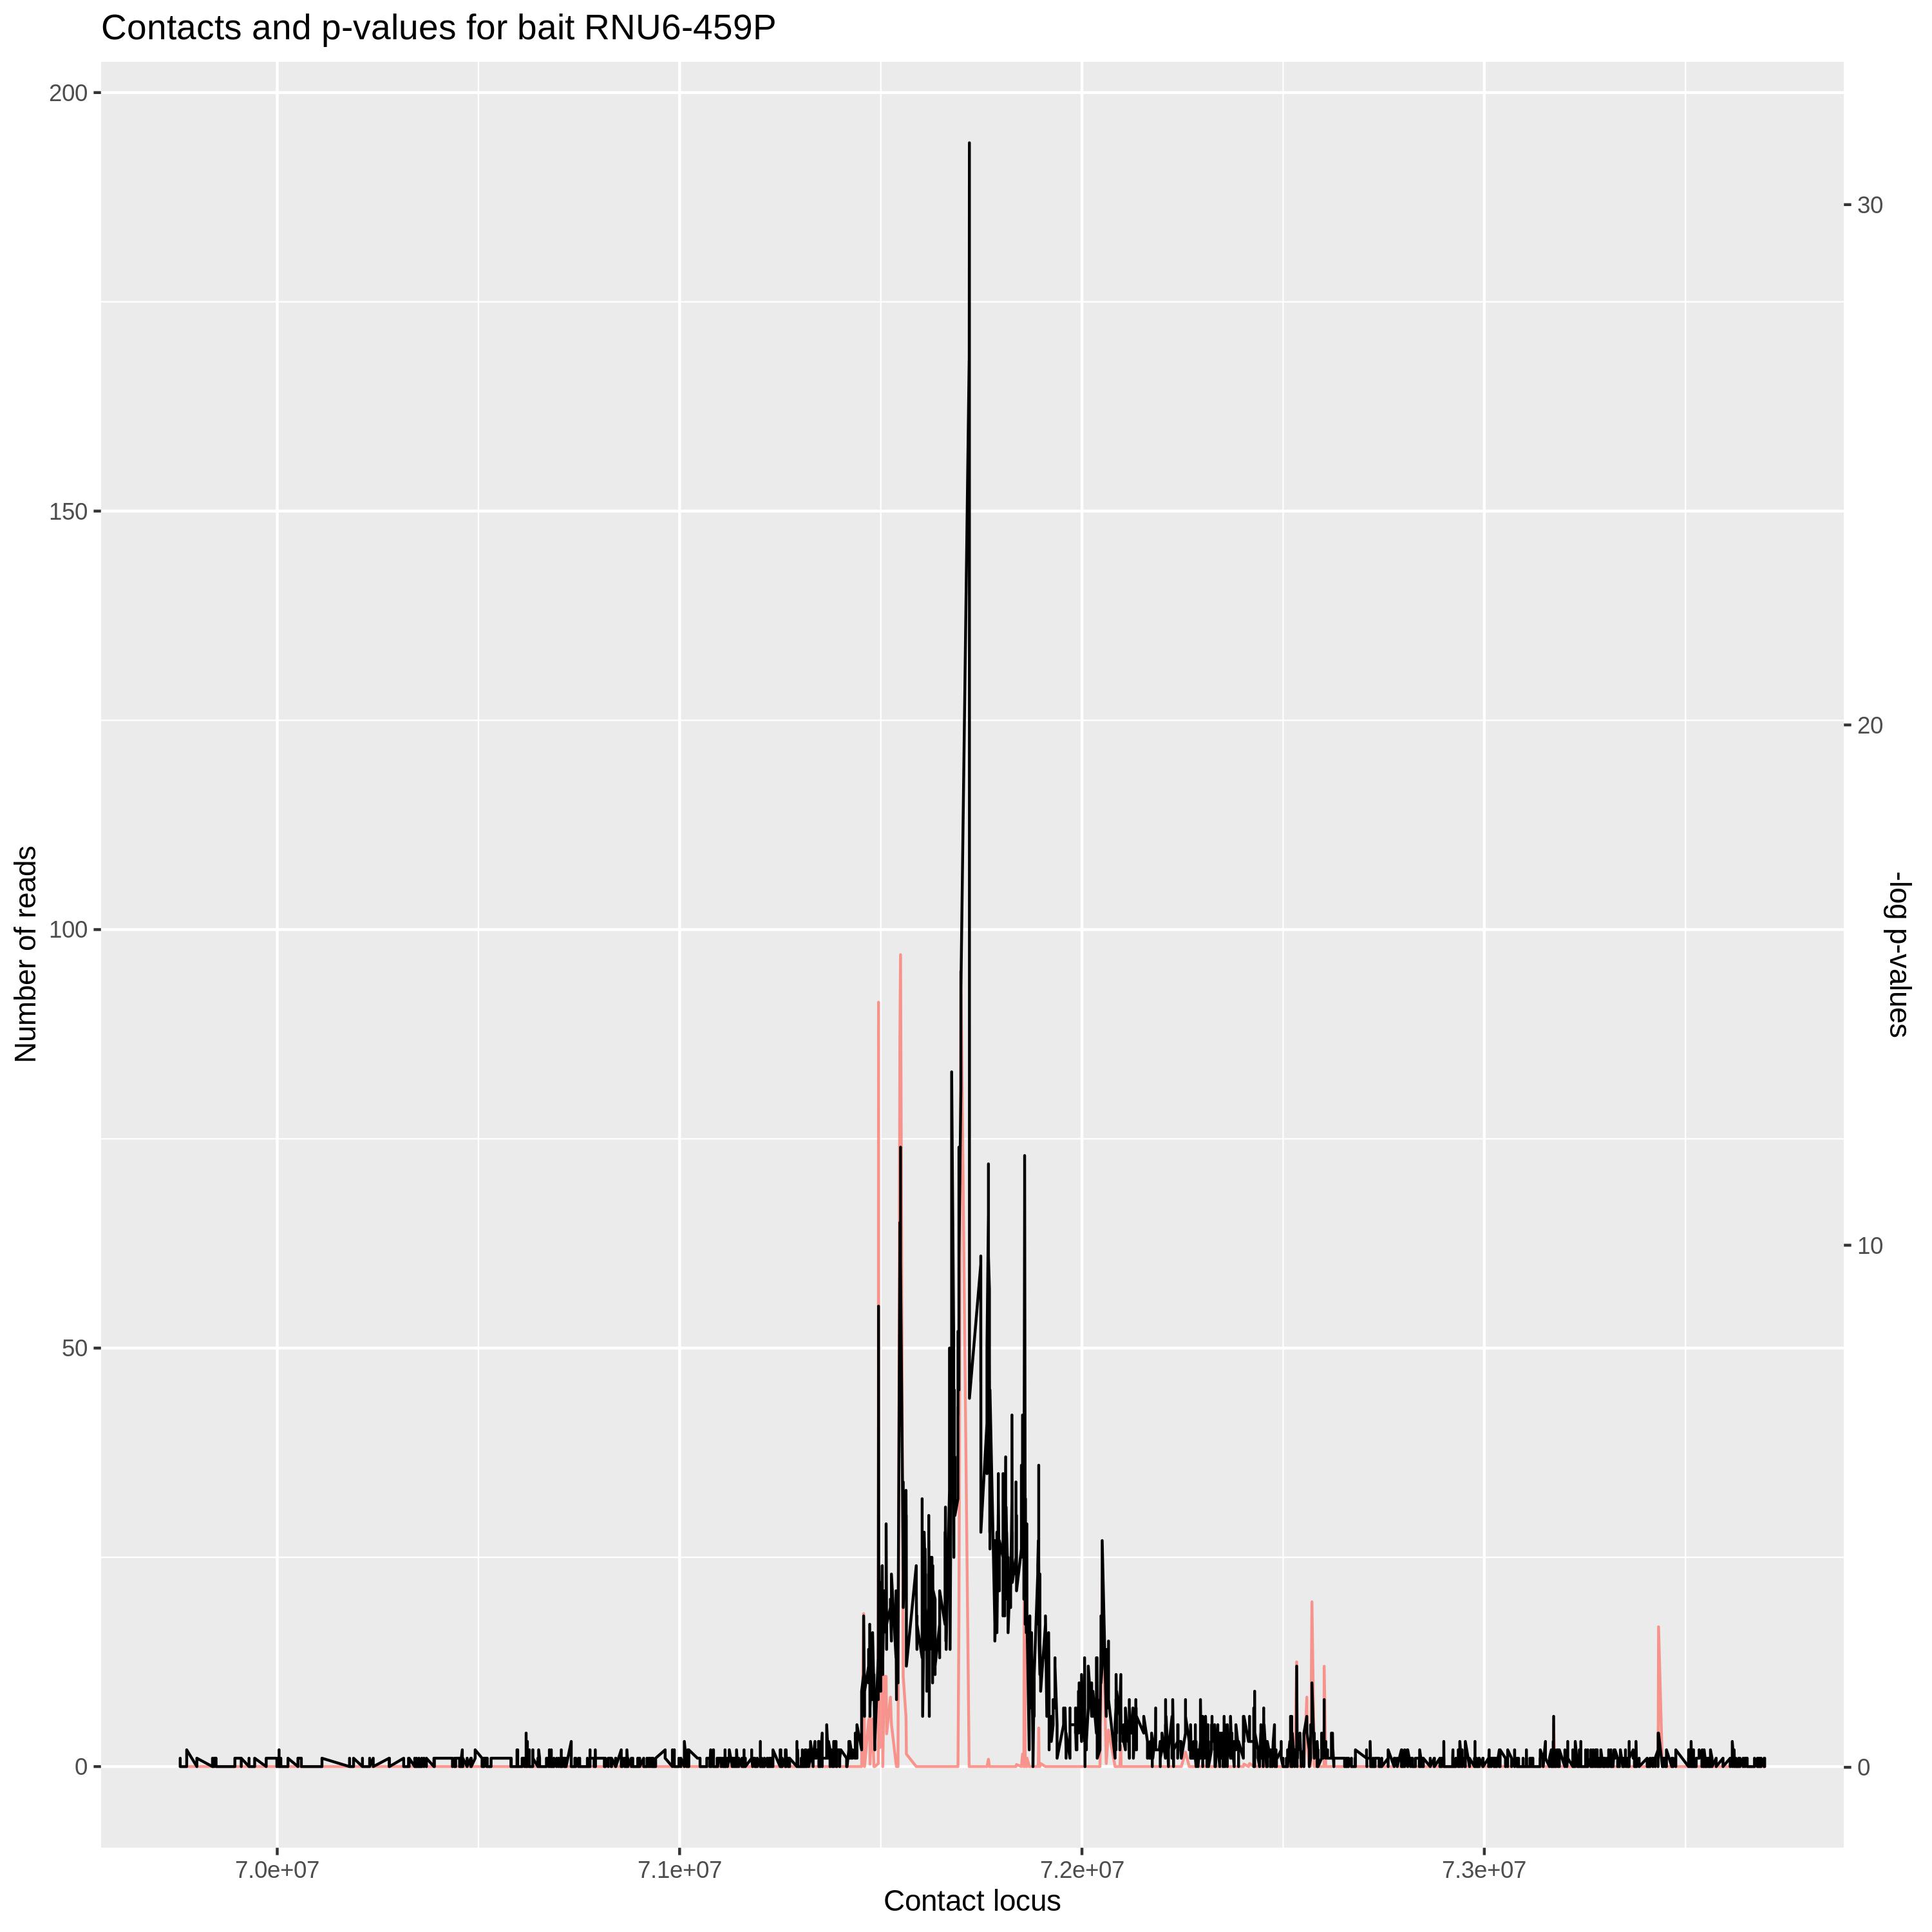 Contacts and p-values for bait RNU6-459P
200
150
100
50
0
30
20
10
0
Number of reads
-log p-values
7.0e+07
7.1e+07
7.2e+07
7.3e+07
Contact locus